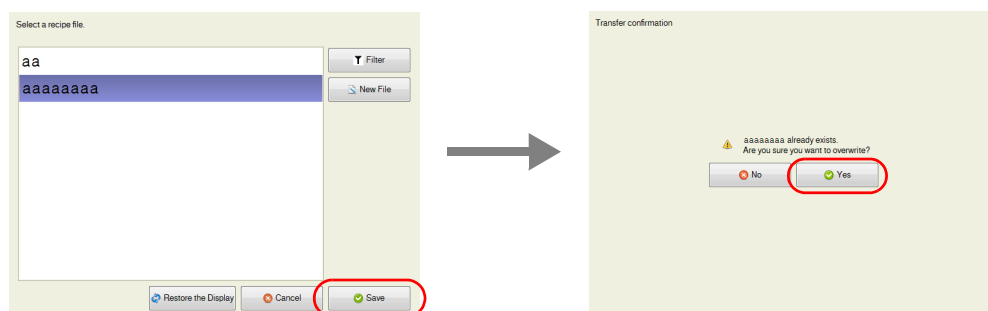 Select a recipe file.
aa
aaaaaaaa
Filter
New File
Restore the Display
Cancel
Save
Transfer confirmation
aaaaaaaa already exists.
Are you sure you want to overwrite?
No
Yes